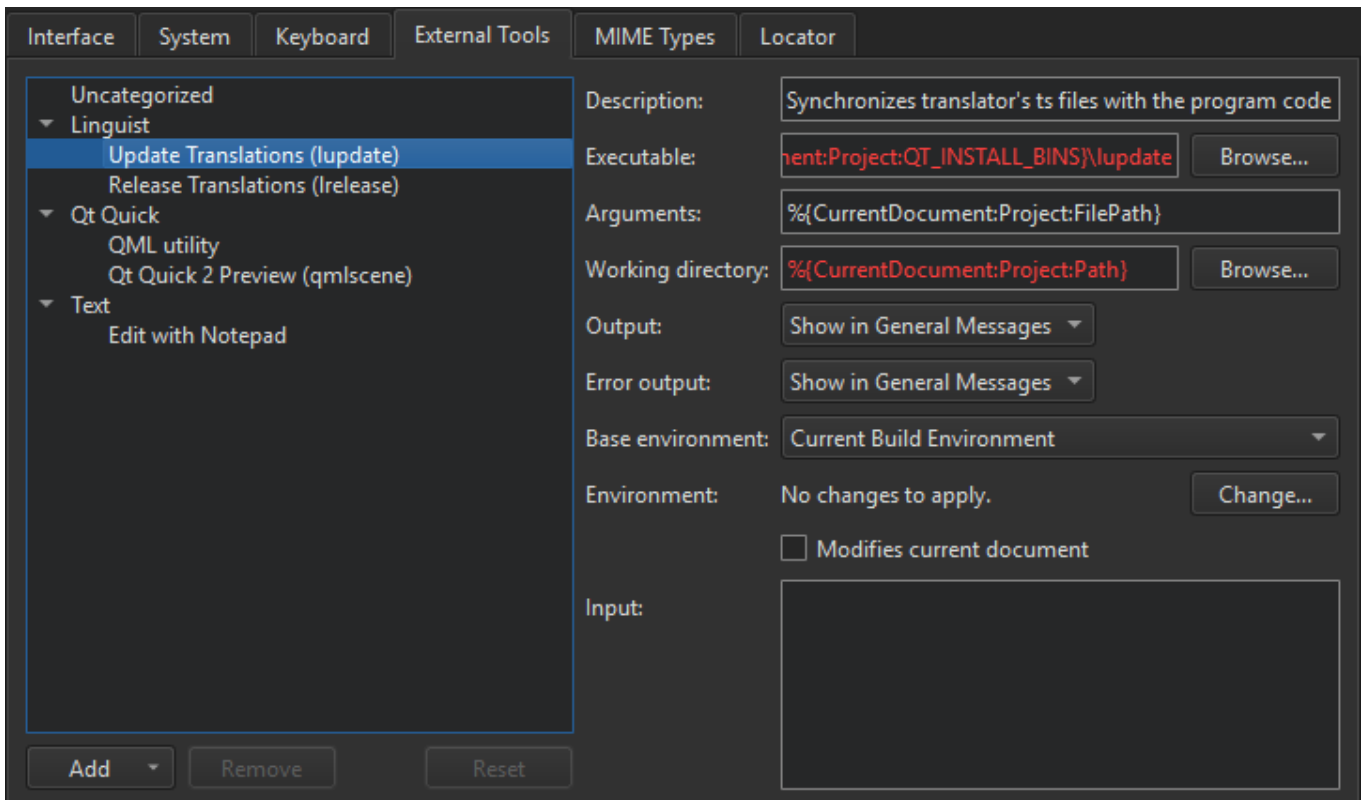 Interface System Keyboard External Tools MIME Types Locator
Uncategorized
Linguist
Update Translations (lupdate)
Release Translations (lrelease)
Qt Quick
QML utility
Qt Quick 2 Preview (qmlscene)
Text
Edit with Notepad
Add Remove Reset
Description: Synchronizes translator's ts files with the program code
Executable: nent:Project:QT_INSTALL_BINS}\lupdate Browse...
Arguments: %{CurrentDocument:Project:FilePath}
Working directory: %{CurrentDocument:Project:Path} Browse...
Output: Show in General Messages
Error output: Show in General Messages
Base environment: Current Build Environment
Environment: No changes to apply. Change...
Modifies current document
Input: